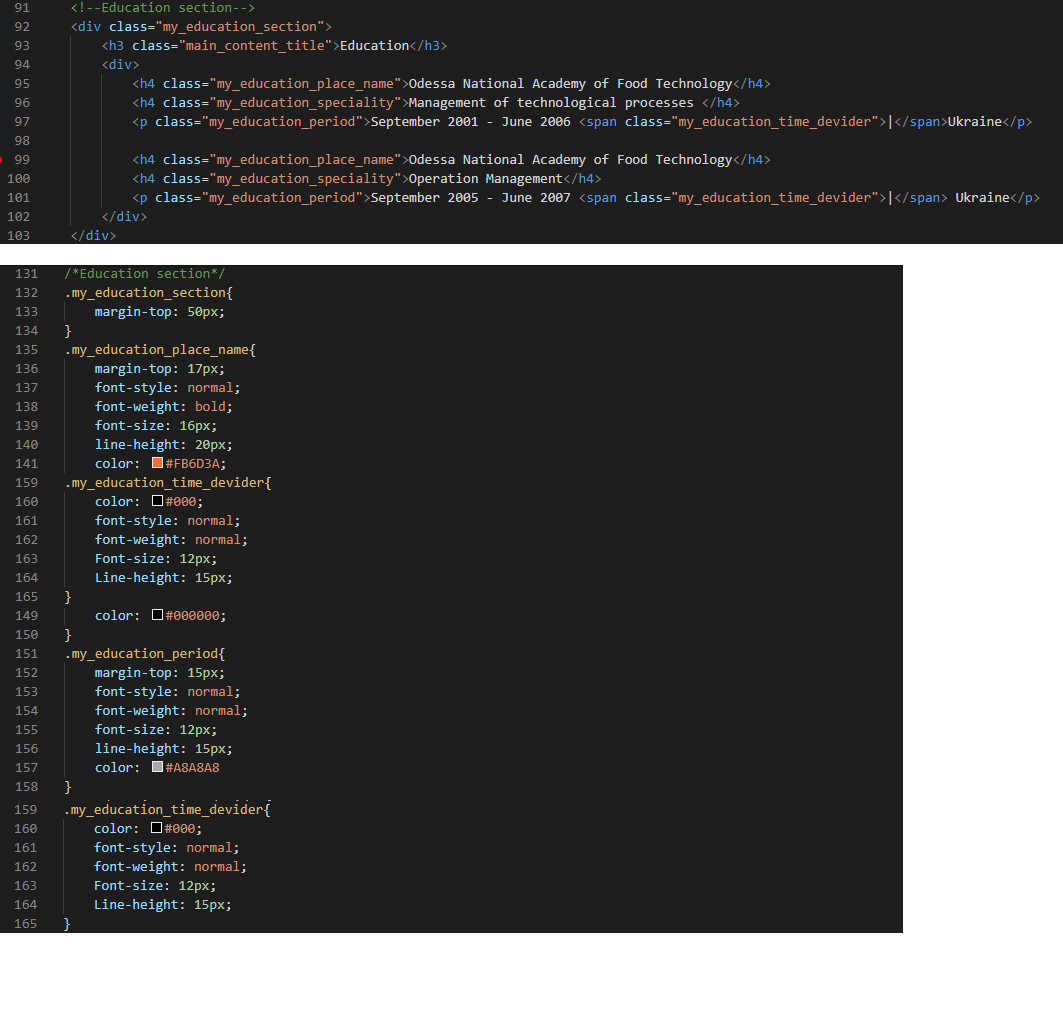 91 <!--Education section-->
92 <div class="my_education_section">
93 <h3 class="main_content_title">Education</h3>
94 <div>
95 <h4 class="my_education_place_name">Odessa National Academy of Food Technology</h4>
96 <h4 class="my_education_speciality">Management of technological processes </h4>
97 <p class="my_education_period">September 2001 - June 2006 <span class="my_education_time_devider">|</span>Ukraine</p>
98
99 <h4 class="my_education_place_name">Odessa National Academy of Food Technology</h4>
100 <h4 class="my_education_speciality">Operation Management</h4>
101 <p class="my_education_period">September 2005 - June 2007 <span class="my_education_time_devider">|</span> Ukraine</p>
102 </div>
103 </div>
131 /*Education section*/
132 .my_education_section{
133 margin-top: 50px;
134 }
135 .my_education_place_name{
136 margin-top: 17px;
137 font-style: normal;
138 font-weight: bold;
139 font-size: 16px;
140 line-height: 20px;
141 color: #FB6D3A;
159 .my_education_time_devider{
160 color: #000;
161 font-style: normal;
162 font-weight: normal;
163 Font-size: 12px;
164 Line-height: 15px;
165 }
149 color: #000000;
150 }
151 .my_education_period{
152 margin-top: 15px;
153 font-style: normal;
154 font-weight: normal;
155 font-size: 12px;
156 line-height: 15px;
157 color: #A8A8A8
158 }
159 .my_education_time_devider{
160 color: #000;
161 font-style: normal;
162 font-weight: normal;
163 Font-size: 12px;
164 Line-height: 15px;
165 }